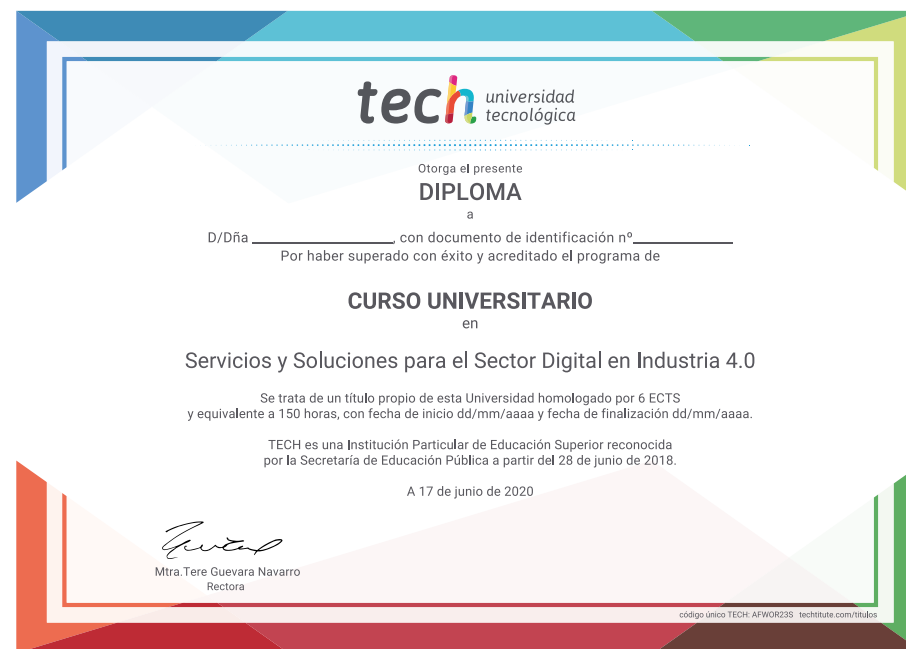 tech universidad
tecnológica
Otorga el presente
DIPLOMA
a
D/Dña ____________, con documento de identificación nº____________
Por haber superado con éxito y acreditado el programa de
CURSO UNIVERSITARIO
en
Servicios y Soluciones para el Sector Digital en Industria 4.0
Se trata de un título propio de esta Universidad homologado por 6 ECTS
y equivalente a 150 horas, con fecha de inicio dd/mm/aaaa y fecha de finalización dd/mm/aaaa.
TECH es una Institución Particular de Educación Superior reconocida
por la Secretaría de Educación Pública a partir del 28 de junio de 2018.
A 17 de junio de 2020
Mtra.Tere Guevara Navarro
Rectora
código único TECH: AFWOR23S techtitute.com/titulos